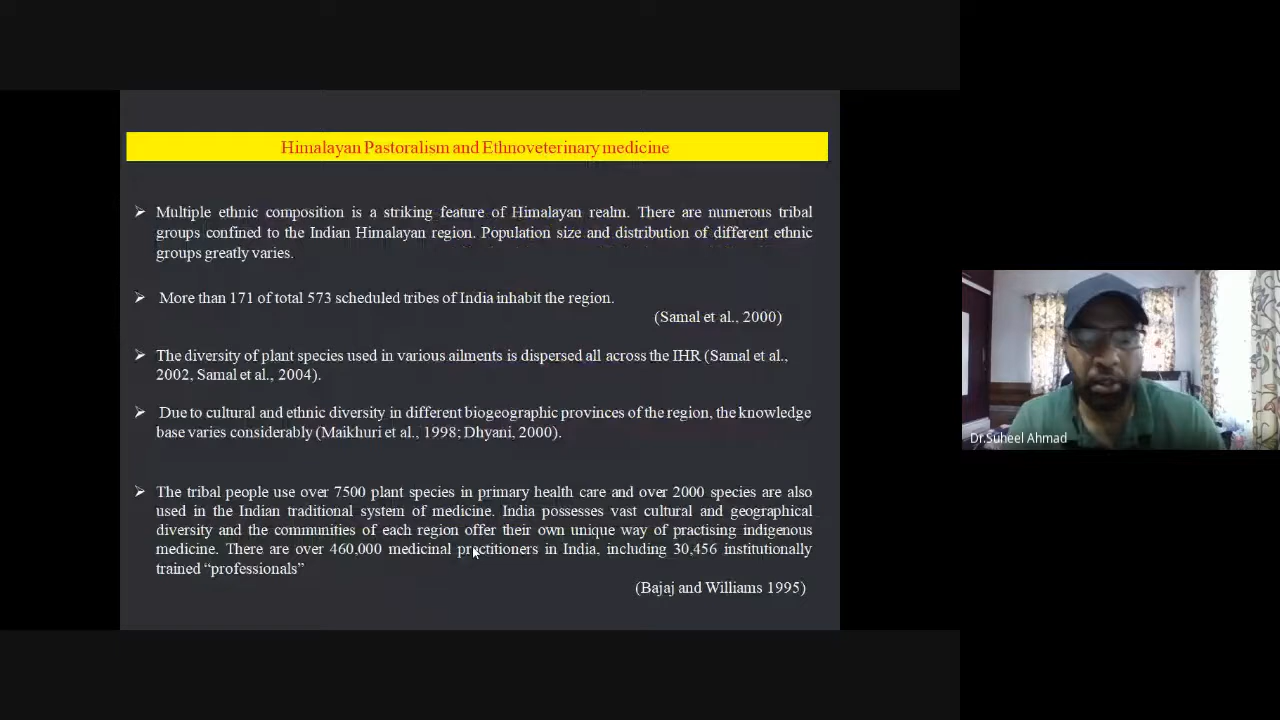 Himalayan Pastoralism and Ethnoveterinary medicine
Multiple ethnic composition is a striking feature of Himalayan realm. There are numerous tribal
groups confined to the Indian Himalayan region. Population size and distribution of different ethnic
groups greatly varies.
More than 171 of total 573 scheduled tribes of India inhabit the region.
(Samal et al., 2000)
The diversity of plant species used in various ailments is dispersed all across the IHR (Samal et al.,
2002, Samal et al., 2004).
Due to cultural and ethnic diversity in different biogeographic provinces of the region, the knowledge
base varies considerably (Maikhuri et al., 1998; Dhyani, 2000).
The tribal people use over 7500 plant species in primary health care and over 2000 species are also
used in the Indian traditional system of medicine. India possesses vast cultural and geographical
diversity and the communities of each region offer their own unique way of practising indigenous
medicine. There are over 460,000 medicinal practitioners in India, including 30,456 institutionally
trained “professionals”
(Bajaj and Williams 1995)
Dr.Suheel Ahmad